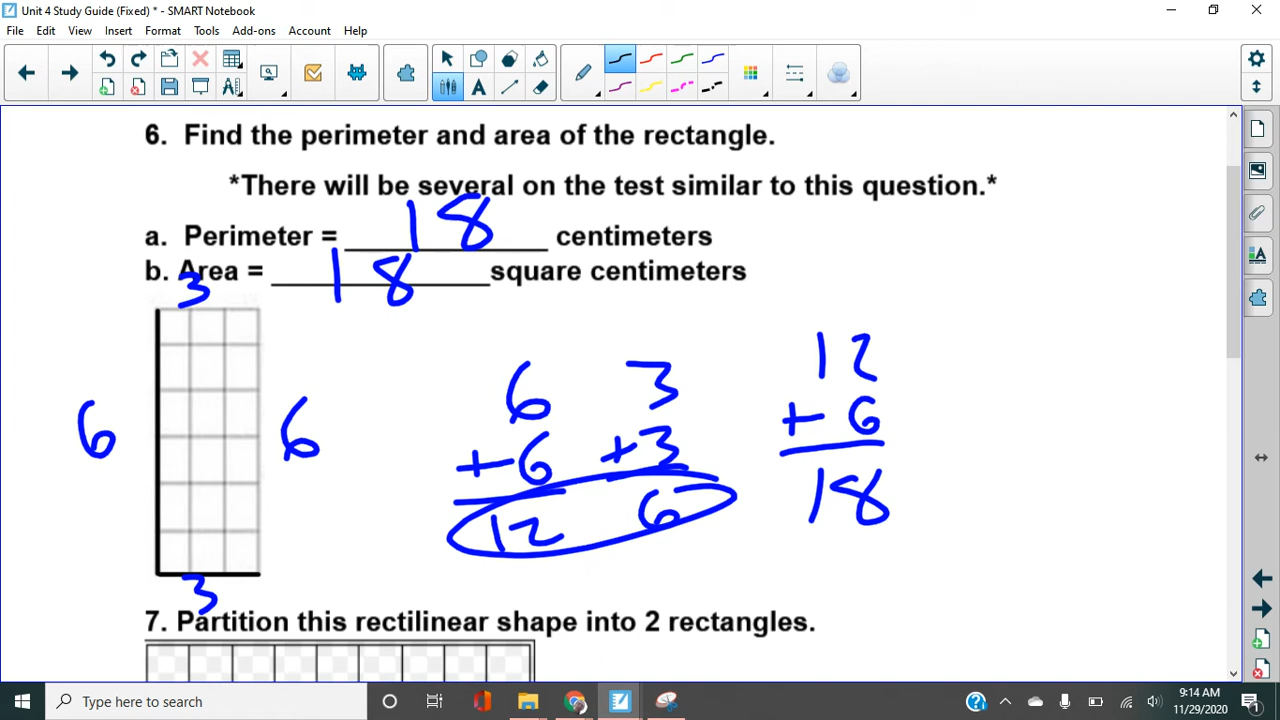 Unit 4 Study Guide (Fixed) * - SMART Notebook
File Edit View Insert Format Tools Add-ons Account Help
6. Find the perimeter and area of the rectangle.
*There will be several on the test similar to this question.*
a. Perimeter = 18 centimeters
b. Area = 18 square centimeters
3
6 6
3
6 3 12
+6 +3 +6
12 6 18
7. Partition this rectilinear shape into 2 rectangles.
Type here to search
9:14 AM
11/29/2020